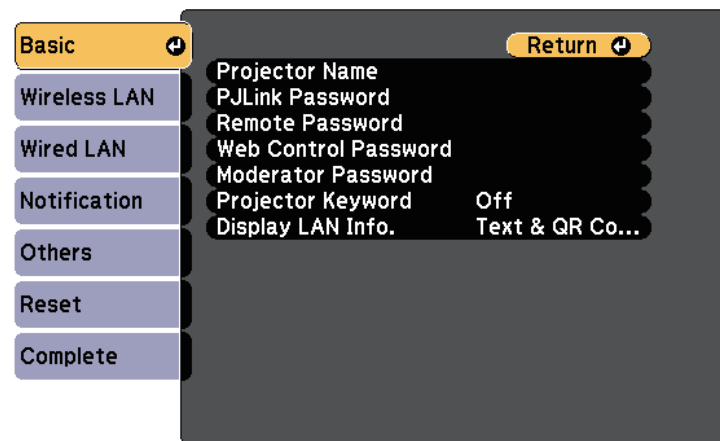 Basic
Wireless LAN
Wired LAN
Notification
Others
Reset
Complete
Return
Projector Name
PJLink Password
Remote Password
Web Control Password
Moderator Password
Projector Keyword Off
Display LAN Info. Text & QR Co...